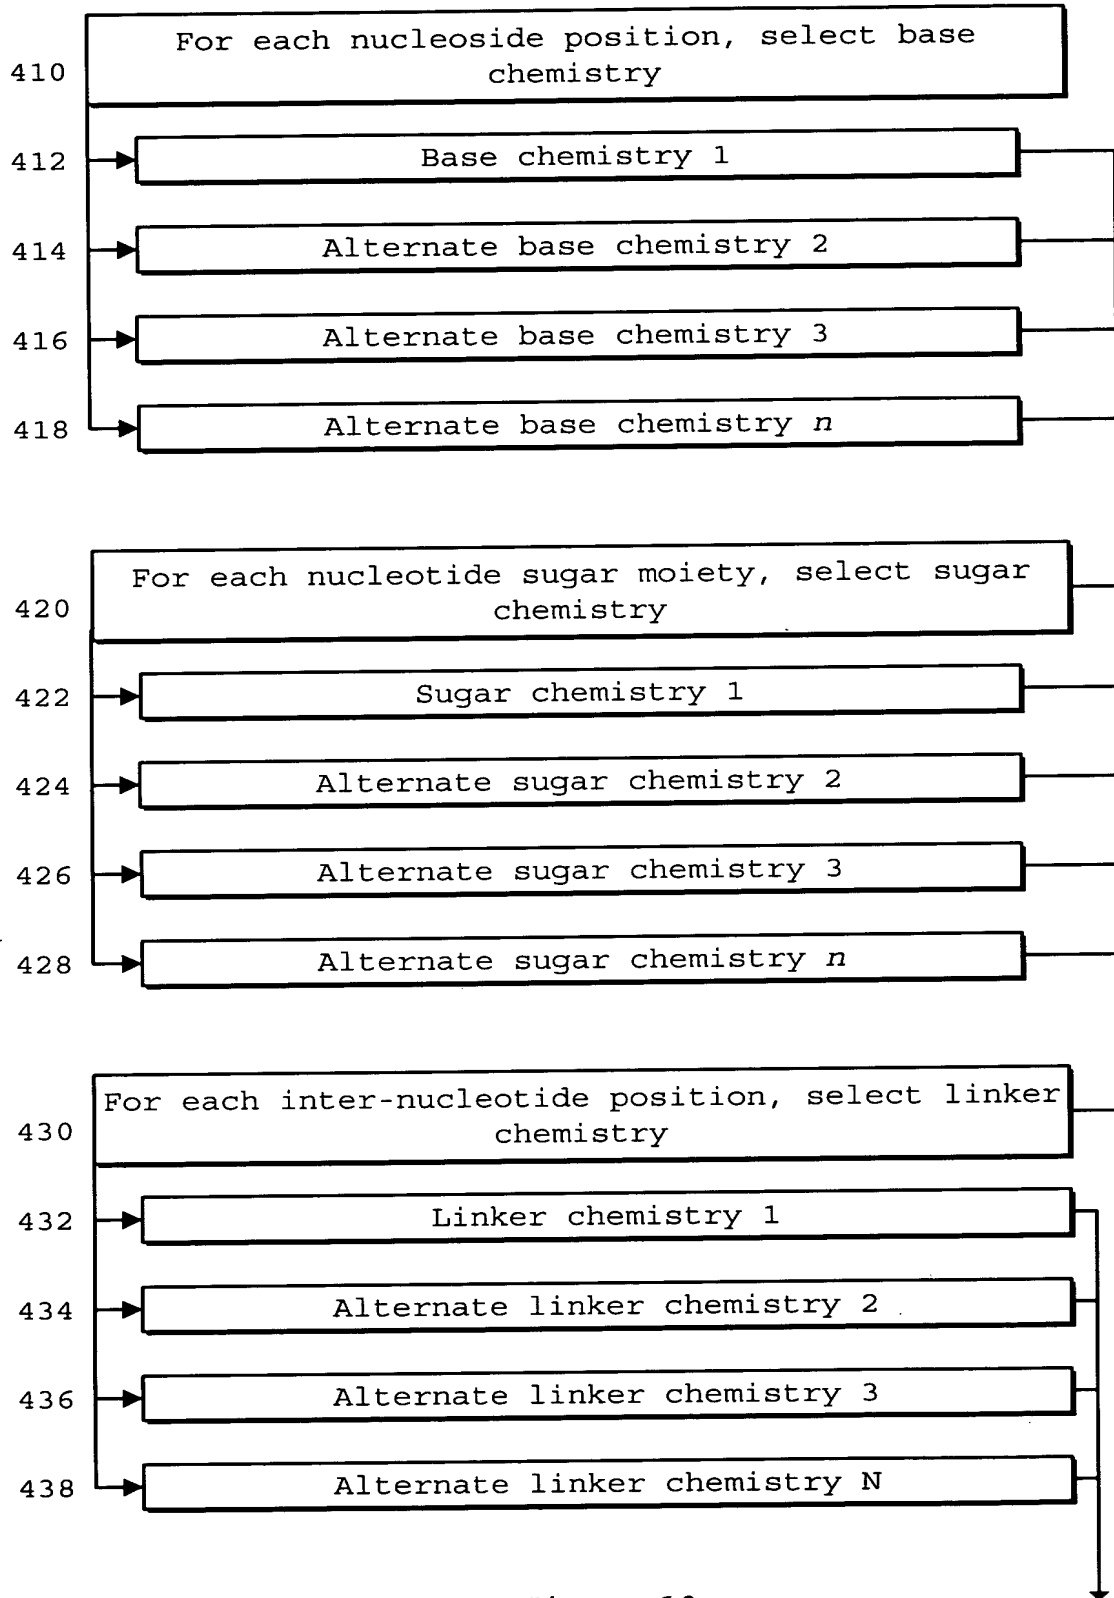 For each nucleoside position, select base
chemistry
410
412
Base chemistry 1
414
Alternate base chemistry 2
416
Alternate base chemistry 3
418
Alternate base chemistry n
For each nucleotide sugar moiety, select sugar
chemistry
420
422
Sugar chemistry 1
424
Alternate sugar chemistry 2
426
Alternate sugar chemistry 3
428
Alternate sugar chemistry n
For each inter-nucleotide position, select linker
chemistry
430
432
Linker chemistry 1
434
Alternate linker chemistry 2
436
Alternate linker chemistry 3
438
Alternate linker chemistry N